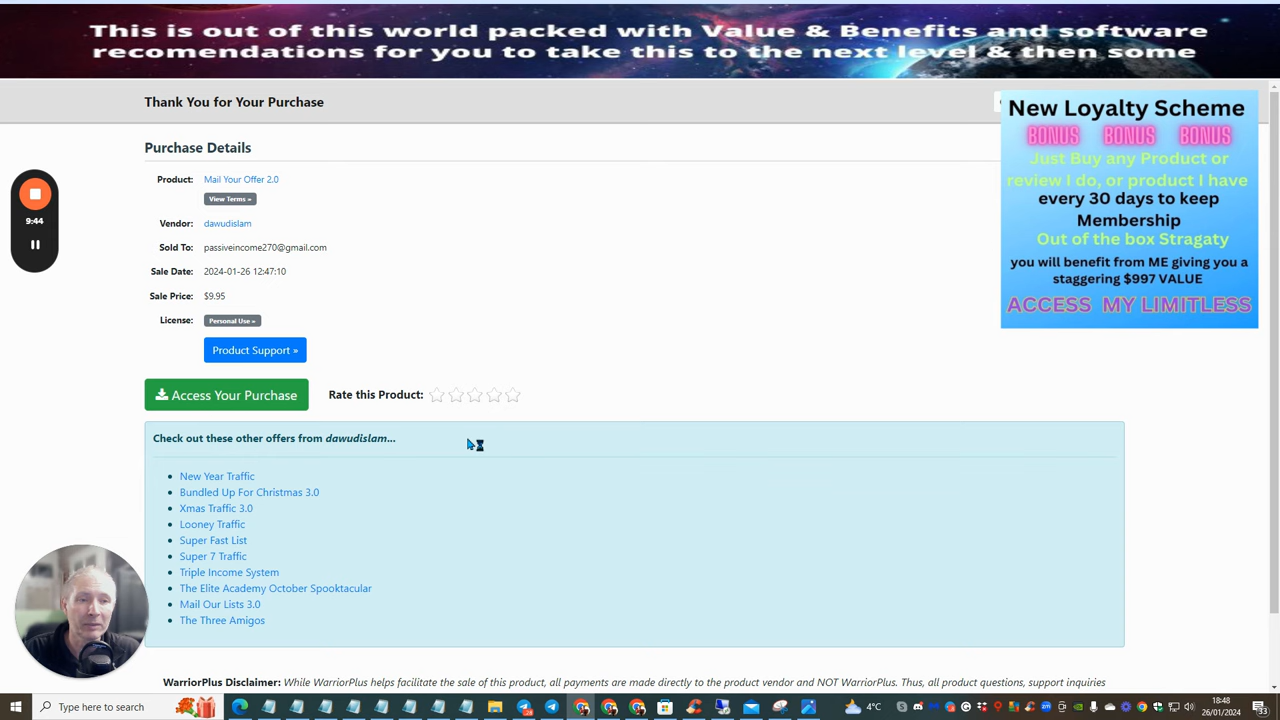 This is out of this world packed with Value & Benefits and software
recomendations for you to take this to the next level & then some
Thank You for Your Purchase
New Loyalty Scheme
BONUS BONUS BONUS
Just Buy any Product or
review I do, or product I have
every 30 days to keep
Membership
Out of the box Stragaty
you will benefit from ME giving you a
staggering $997 VALUE
ACCESS MY LIMITLESS
Purchase Details
Product: Mail Your Offer 2.0
View Terms »
Vendor: dawudislam
Sold To: passiveincome270@gmail.com
Sale Date: 2024-01-26 12:47:10
Sale Price: $9.95
License: Personal Use »
Product Support »
9:44
Access Your Purchase
Rate this Product:
Check out these other offers from dawudislam...
New Year Traffic
Bundled Up For Christmas 3.0
Xmas Traffic 3.0
Looney Traffic
Super Fast List
Super 7 Traffic
Triple Income System
The Elite Academy October Spooktacular
Mail Our Lists 3.0
The Three Amigos
WarriorPlus Disclaimer: While WarriorPlus helps facilitate the sale of this product, all payments are made directly to the product vendor and NOT WarriorPlus. Thus, all product questions, support inquiries
Type here to search
4°C
18:48
26/01/2024